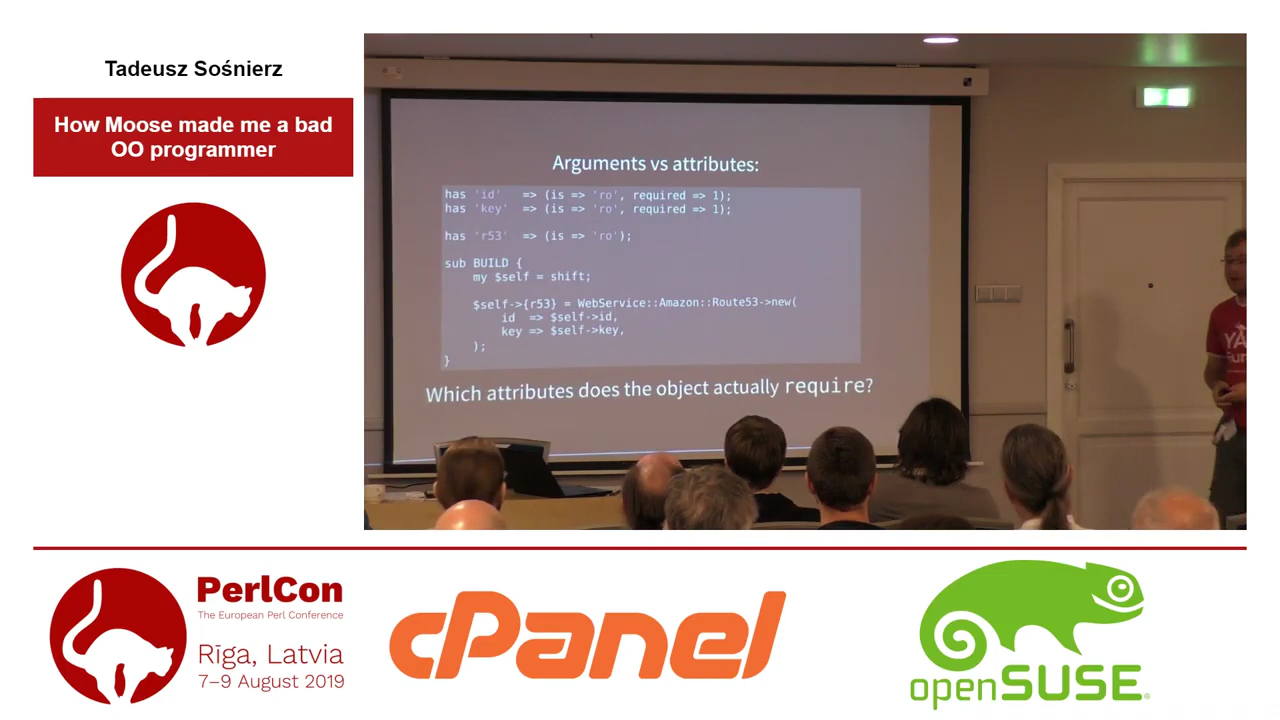 Tadeusz Sośnierz
How Moose made me a bad
OO programmer
Arguments vs attributes:
has 'id' => (is => 'ro', required => 1);
has 'key' => (is => 'ro', required => 1);
has 'r53' => (is => 'ro');
sub BUILD {
my $self = shift;
$self->{r53} = WebService::Amazon::Route53->new(
id => $self->id,
key => $self->key,
);
}
Which attributes does the object actually require?
PerlCon
The European Perl Conference
Rīga, Latvia
7–9 August 2019
cPanel
openSUSE